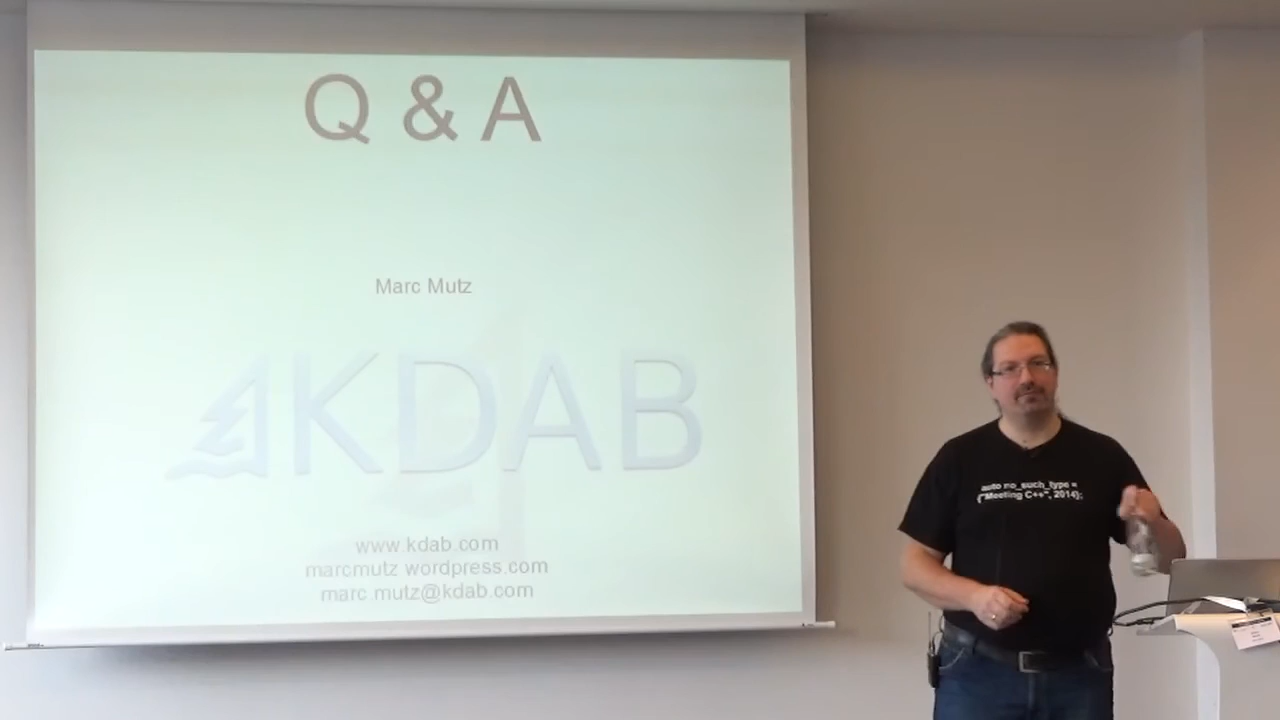 Q & A
Marc Mutz
KDAB
www.kdab.com
marcmutz wordpress.com
marc.mutz@kdab.com
auto no_such_type =
{"Meeting C++", 2014};